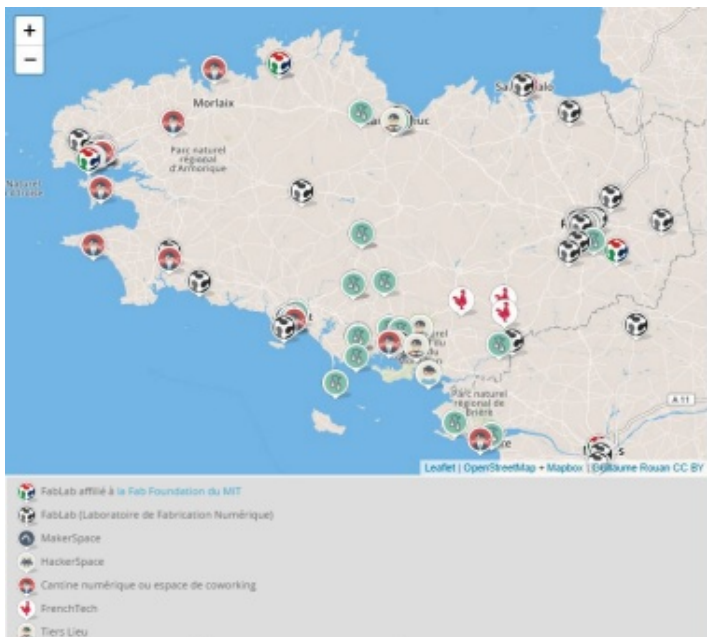 +
−
Morlaix
Parc naturel
régional
d'Armorique
A 11
Parc naturel
régional de
Brière
Leaflet | OpenStreetMap + Mapbox | Guillaume Rouan CC BY
FabLab affilié à la Fab Foundation du MIT
FabLab (Laboratoire de Fabrication Numérique)
MakerSpace
HackerSpace
Cantine numérique ou espace de coworking
FrenchTech
Tiers Lieu